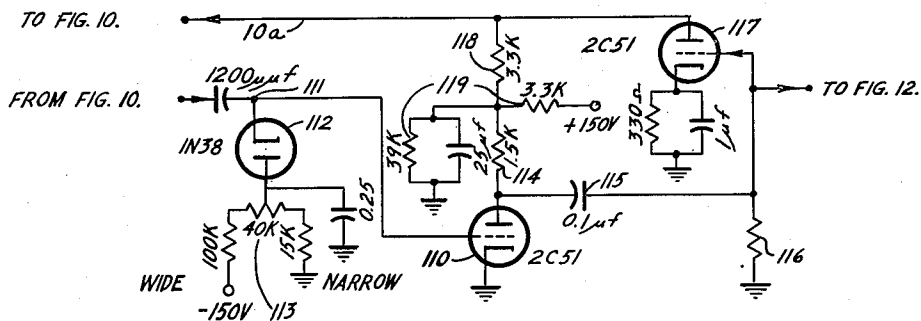 TO FIG. 10.
10a
118
3.3K
2C51
117
1200μμf
111
FROM FIG. 10.
112
1N38
119
3.3K
+150V
39K
25μf
1.5K
114
330Ω
1μf
TO FIG. 12.
115
0.1μf
100K
40K
15K
0.25
110
2C51
116
WIDE
NARROW
-150V
113